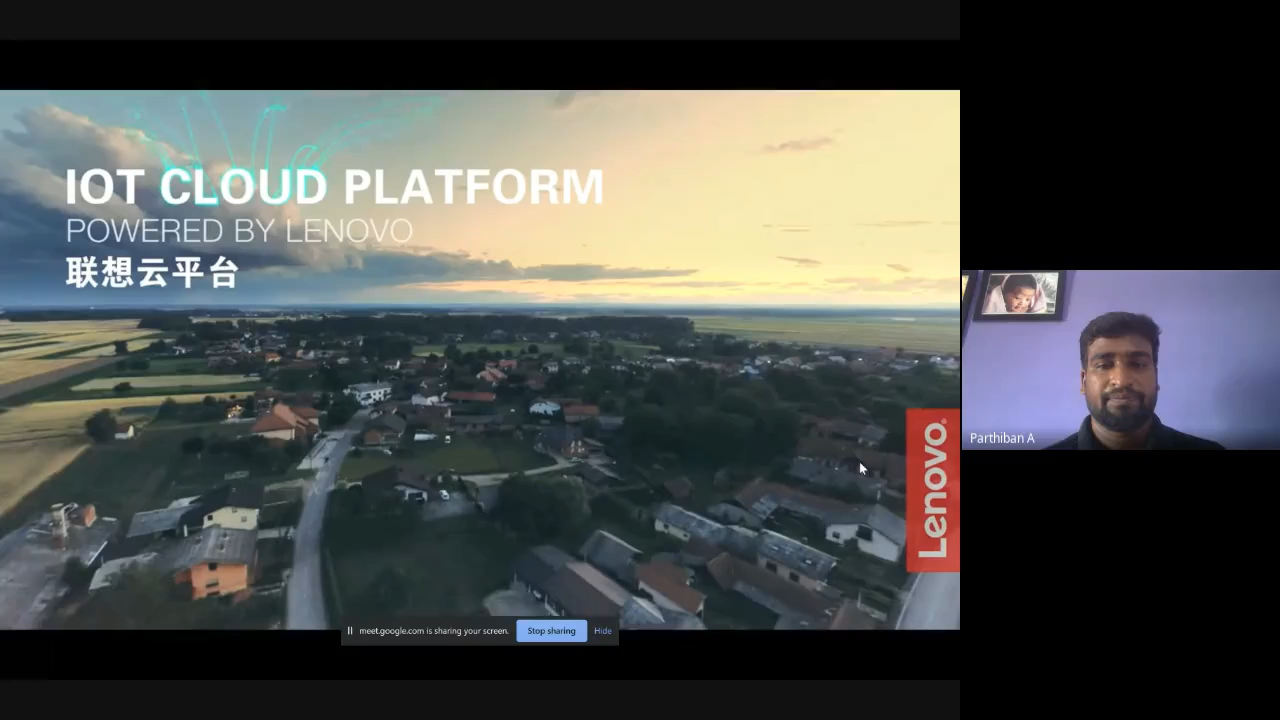 IOT CLOUD PLATFORM
POWERED BY LENOVO
联想云平台
Lenovo®
Parthiban A
meet.google.com is sharing your screen.
Stop sharing
Hide